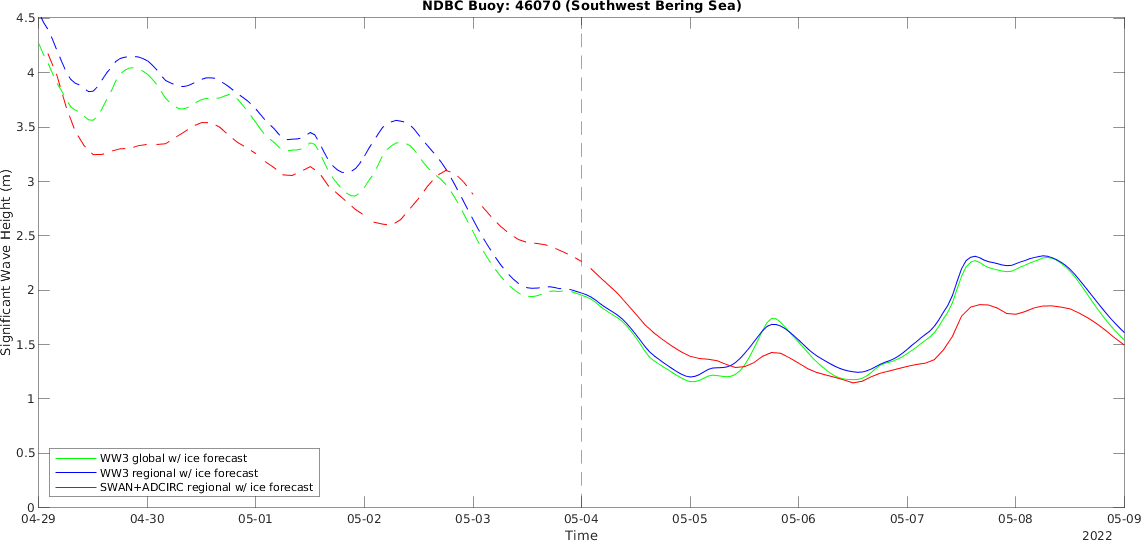 NDBC Buoy: 46070 (Southwest Bering Sea)
4.5
4
3.5
3
2.5
2
1.5
1
0.5
0
Significant Wave Height (m)
WW3 global w/ ice forecast
WW3 regional w/ ice forecast
SWAN+ADCIRC regional w/ ice forecast
04-29 04-30 05-01 05-02 05-03 05-04 05-05 05-06 05-07 05-08 05-09
Time
2022